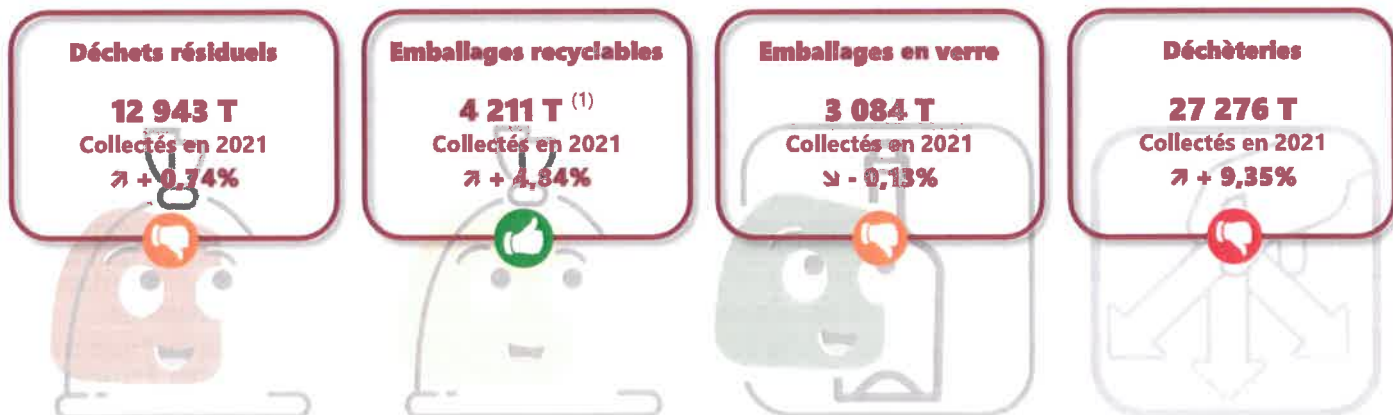 Déchets résiduels
12 943 T
Collectés en 2021
↗ + 0,74%
Emballages recyclables
4 211 T (1)
Collectés en 2021
↗ + 4,84%
Emballages en verre
3 084 T
Collectés en 2021
↘ - 0,13%
Déchèteries
27 276 T
Collectés en 2021
↗ + 9,35%